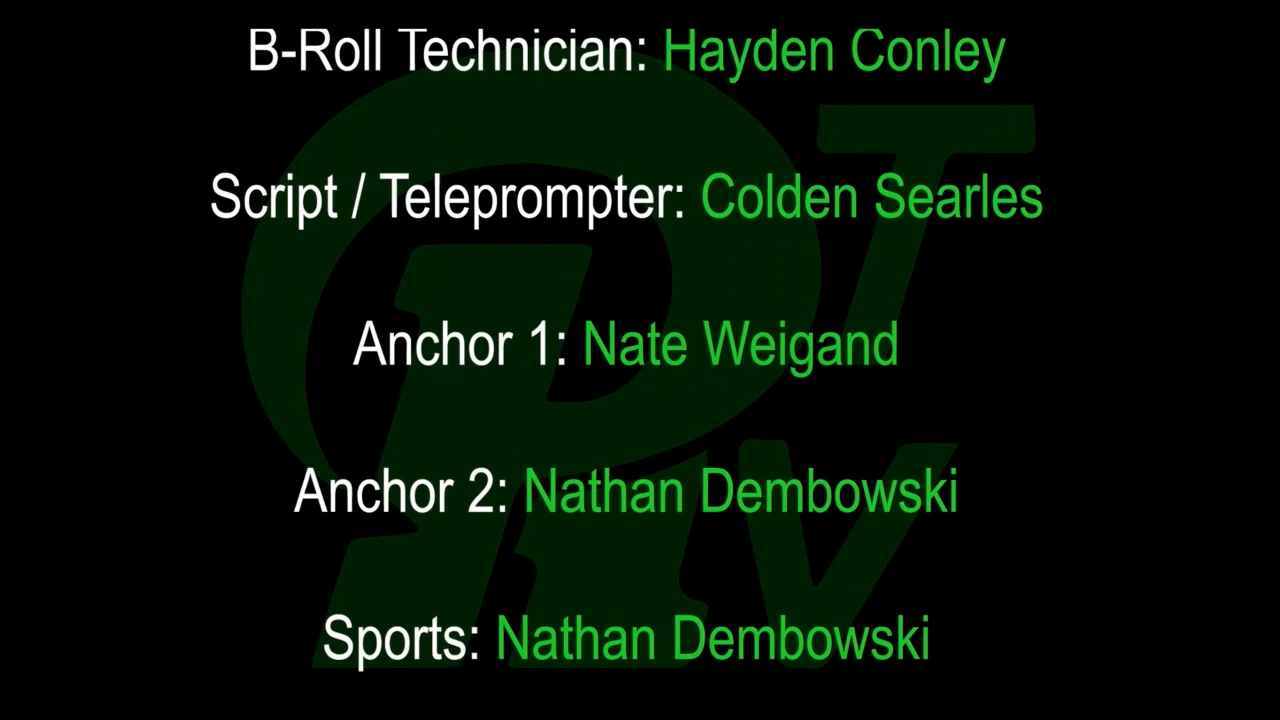 B-Roll Technician: Hayden Conley
Script / Teleprompter: Colden Searles
Anchor 1: Nate Weigand
Anchor 2: Nathan Dembowski
Sports: Nathan Dembowski